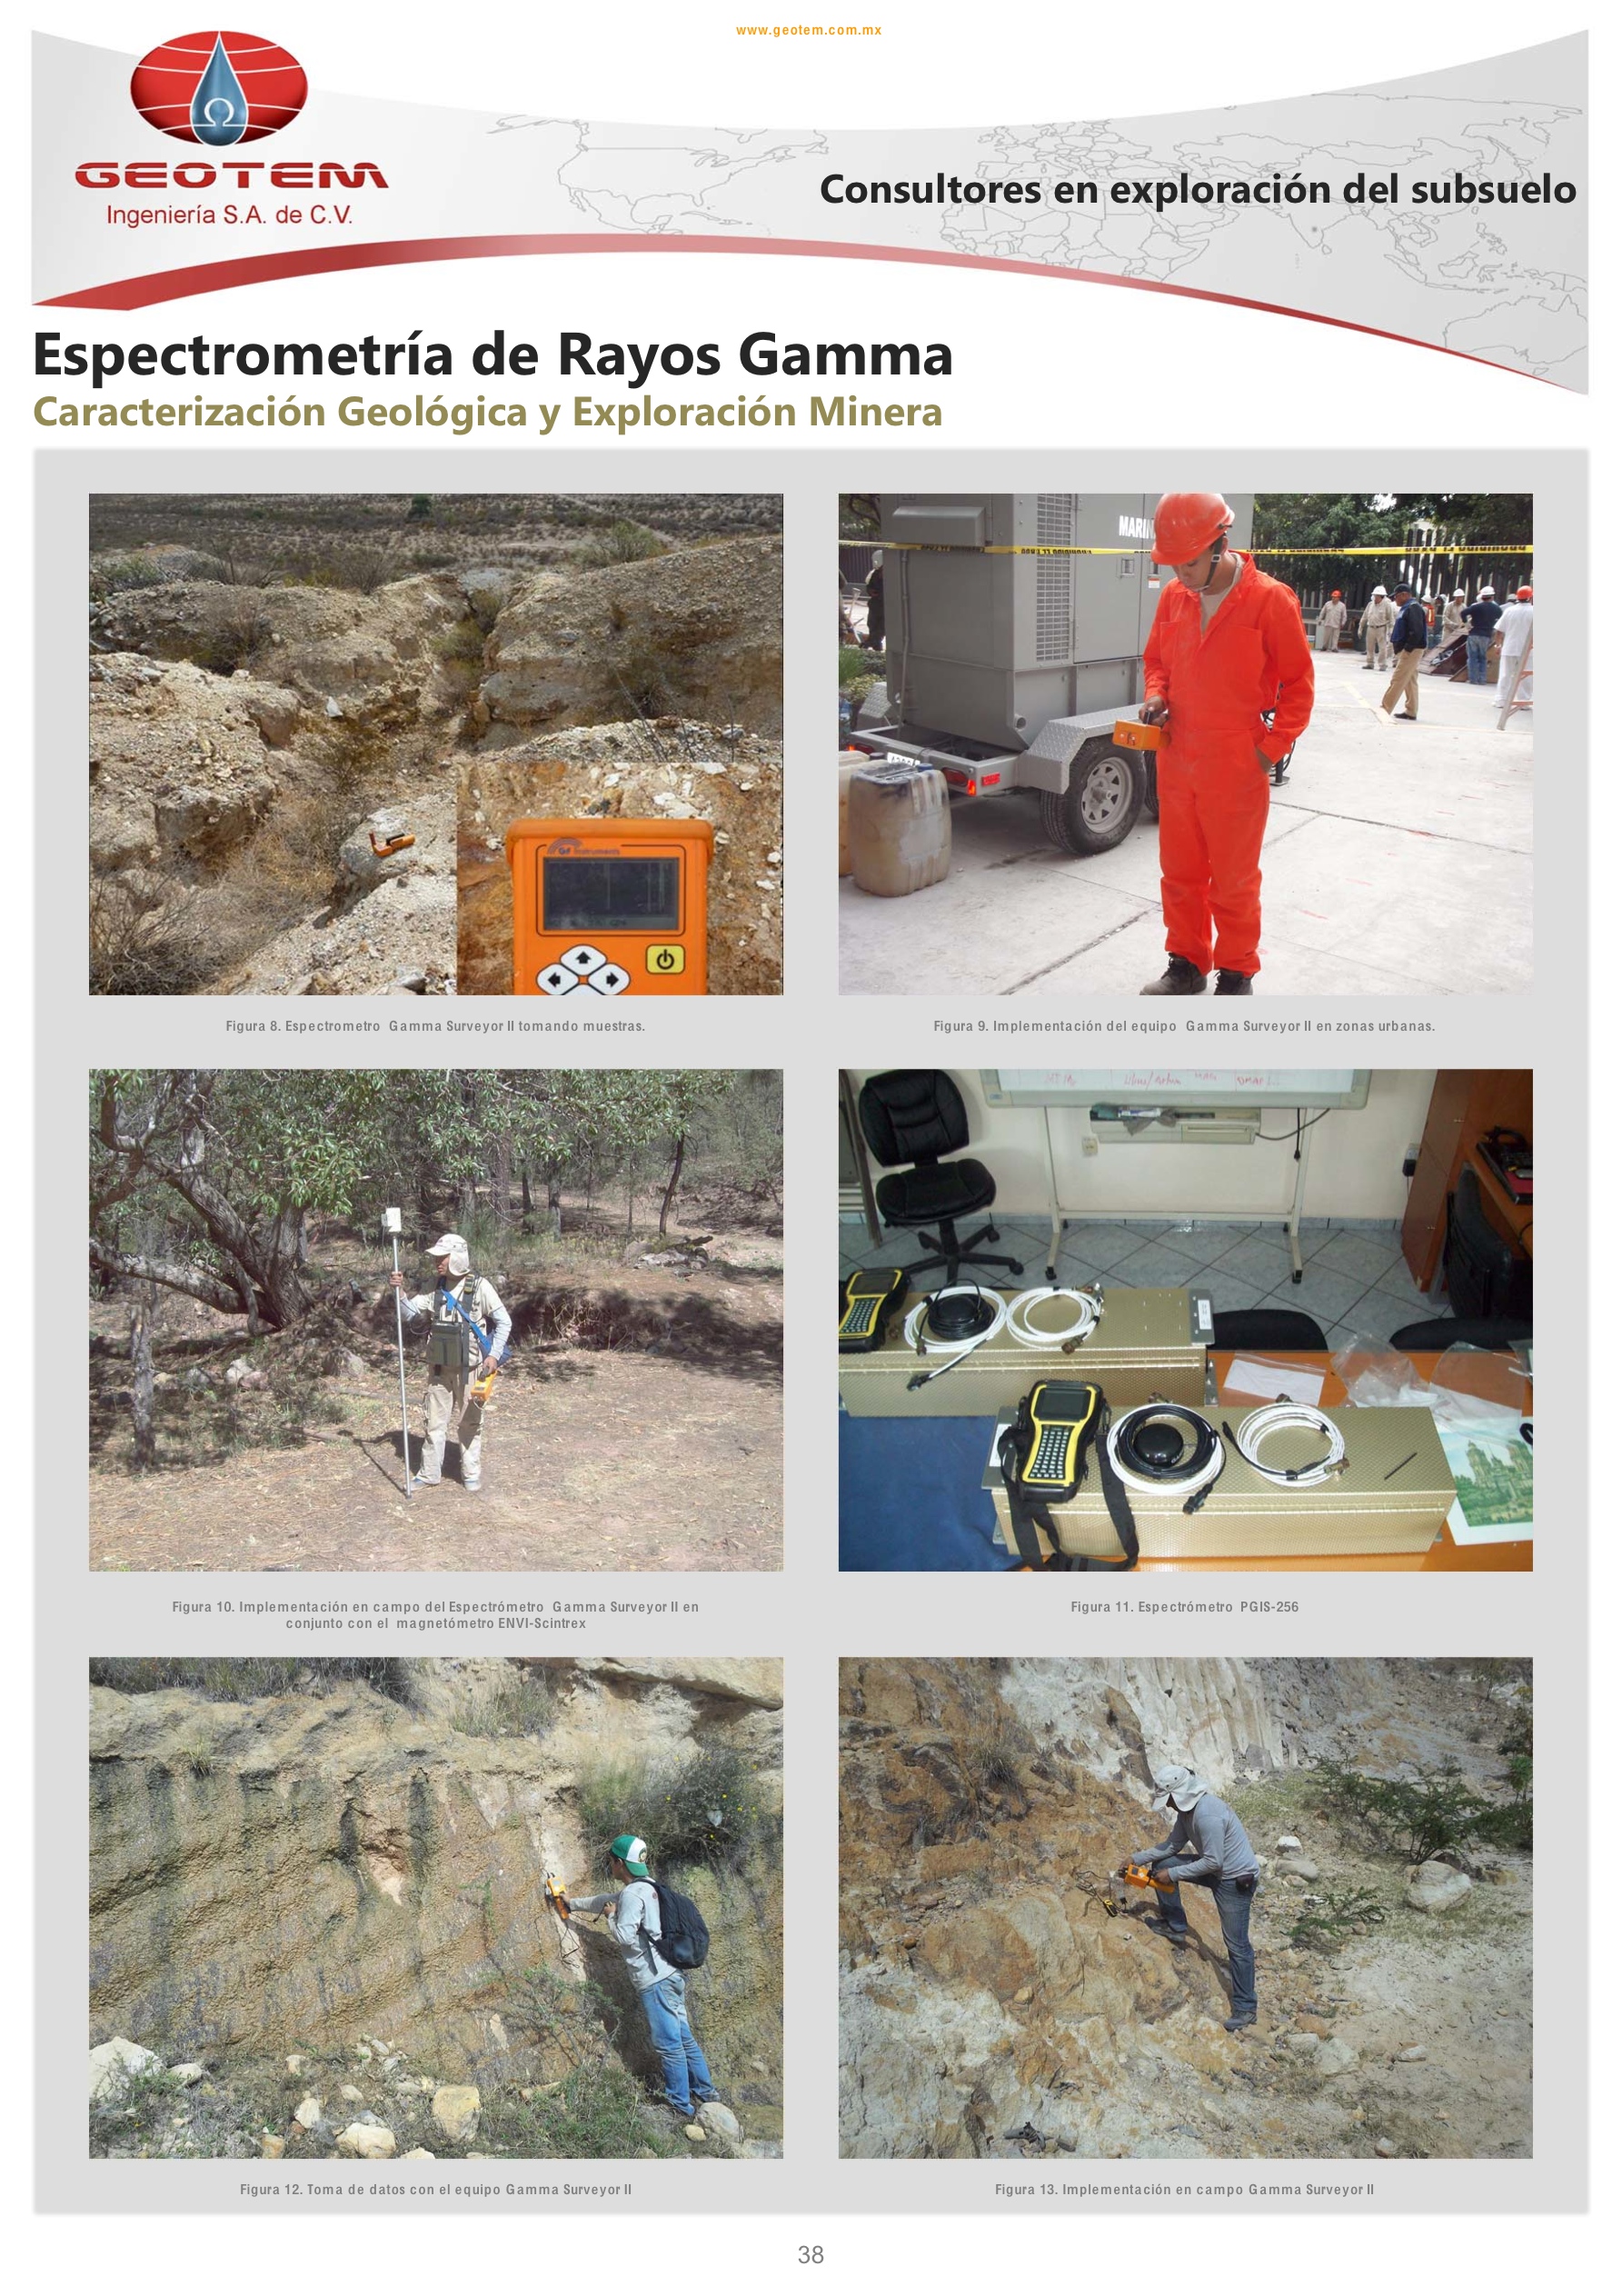 www.geotem.com.mx
Ω
GEOTEM
Ingeniería S.A. de C.V.
Consultores en exploración del subsuelo
Espectrometría de Rayos Gamma
Caracterización Geológica y Exploración Minera
MARIN
GF Instruments
Figura 8. Espectrometro Gamma Surveyor II tomando muestras.
Figura 9. Implementación del equipo Gamma Surveyor II en zonas urbanas.
Figura 10. Implementación en campo del Espectrómetro Gamma Surveyor II en
conjunto con el magnetómetro ENVI-Scintrex
Figura 11. Espectrómetro PGIS-256
Figura 12. Toma de datos con el equipo Gamma Surveyor II
Figura 13. Implementación en campo Gamma Surveyor II
38